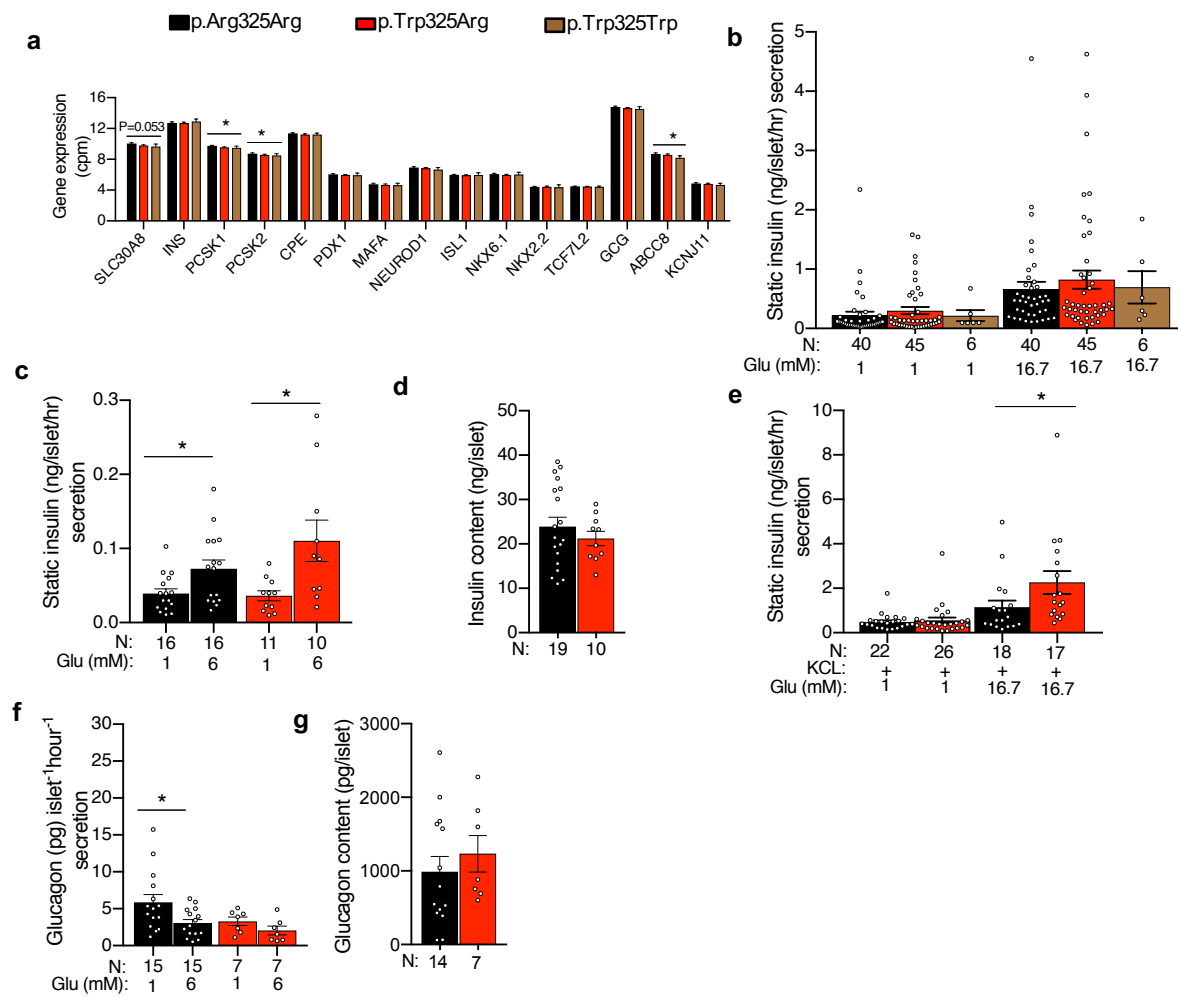 p.Arg325Arg p.Trp325Arg p.Trp325Trp
a
Gene expression
(cpm)
16
12
8
4
0
P=0.053
*
*
*
SLC30A8
INS
PCSK1
PCSK2
CPE
PDX1
MAFA
NEUROD1
ISL1
NKX6.1
NKX2.2
TCF7L2
GCG
ABCC8
KCNJ11
b
Static insulin (ng/islet/hr) secretion
5
4
3
2
1
0
N: 40 45 6 40 45 6
Glu (mM): 1 1 1 16.7 16.7 16.7
c
Static insulin (ng/islet/hr)
secretion
0.3
0.2
0.1
0.0
*
*
N: 16 16 11 10
Glu (mM): 1 6 1 6
d
Insulin content (ng/islet)
50
40
30
20
10
0
N: 19 10
e
Static insulin (ng/islet/hr)
secretion
10
8
6
4
2
0
*
N: 22 26 18 17
KCL: + + + +
Glu (mM): 1 1 16.7 16.7
f
Glucagon (pg) islet-1hour-1
secretion
30
25
20
15
10
5
0
*
N: 15 15 7 7
Glu (mM): 1 6 1 6
g
Glucagon content (pg/islet)
3000
2000
1000
0
N: 14 7